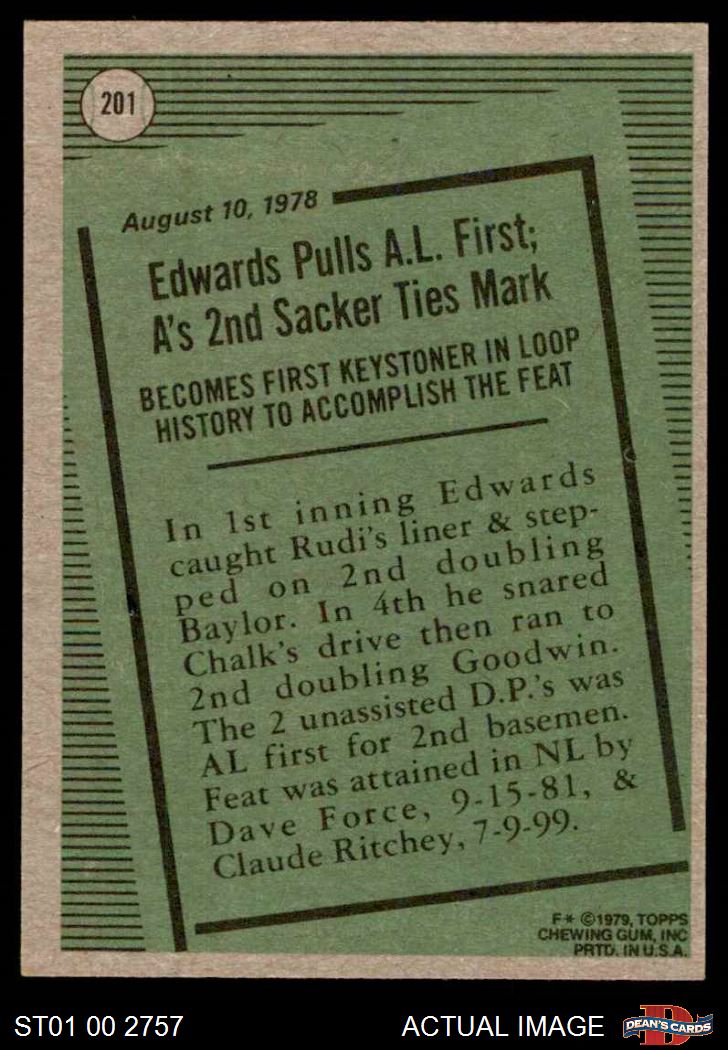 201
August 10, 1978
Edwards Pulls A.L. First;
A's 2nd Sacker Ties Mark
BECOMES FIRST KEYSTONER IN LOOP
HISTORY TO ACCOMPLISH THE FEAT
In 1st inning Edwards
caught Rudi's liner & step-
ped on 2nd doubling
Baylor. In 4th he snared
Chalk's drive then ran to
2nd doubling Goodwin.
The 2 unassisted D.P.'s was
AL first for 2nd basemen.
Feat was attained in NL by
Dave Force, 9-15-81, &
Claude Ritchey, 7-9-99.
F* ©1979, TOPPS
CHEWING GUM, INC
PRTD. IN U.S.A.
ST01 00 2757
ACTUAL IMAGE
D
DEAN'S CARDS